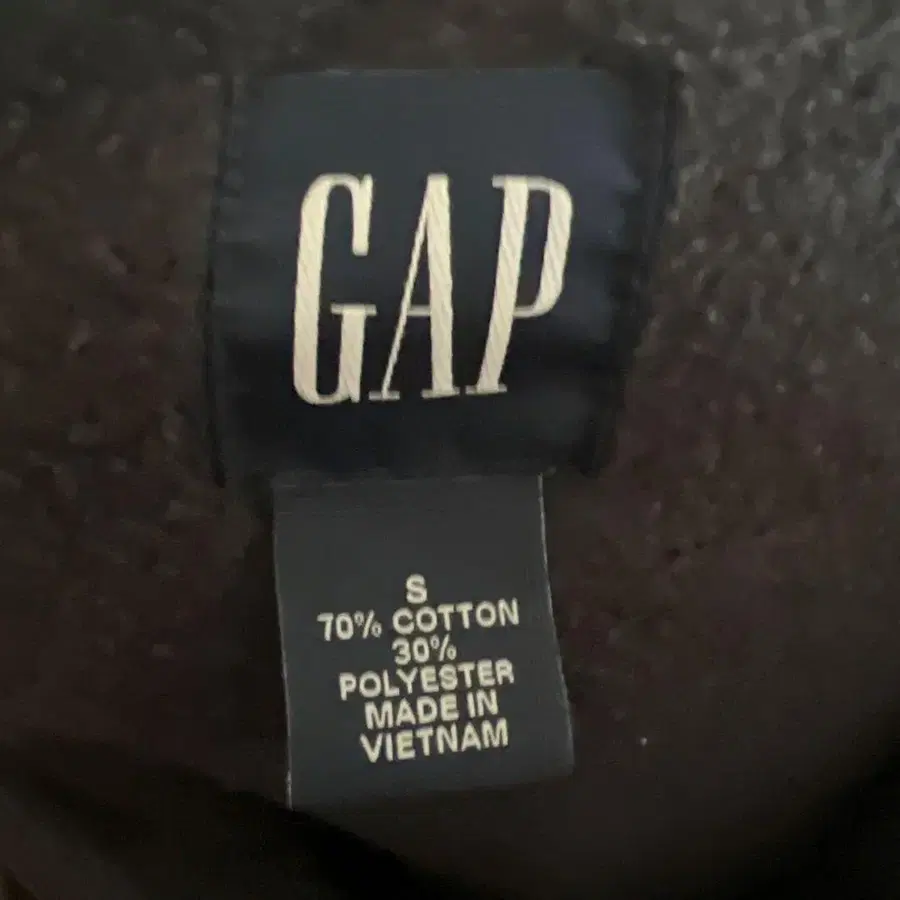 GAP
S
70% COTTON
30%
POLYESTER
MADE IN
VIETNAM